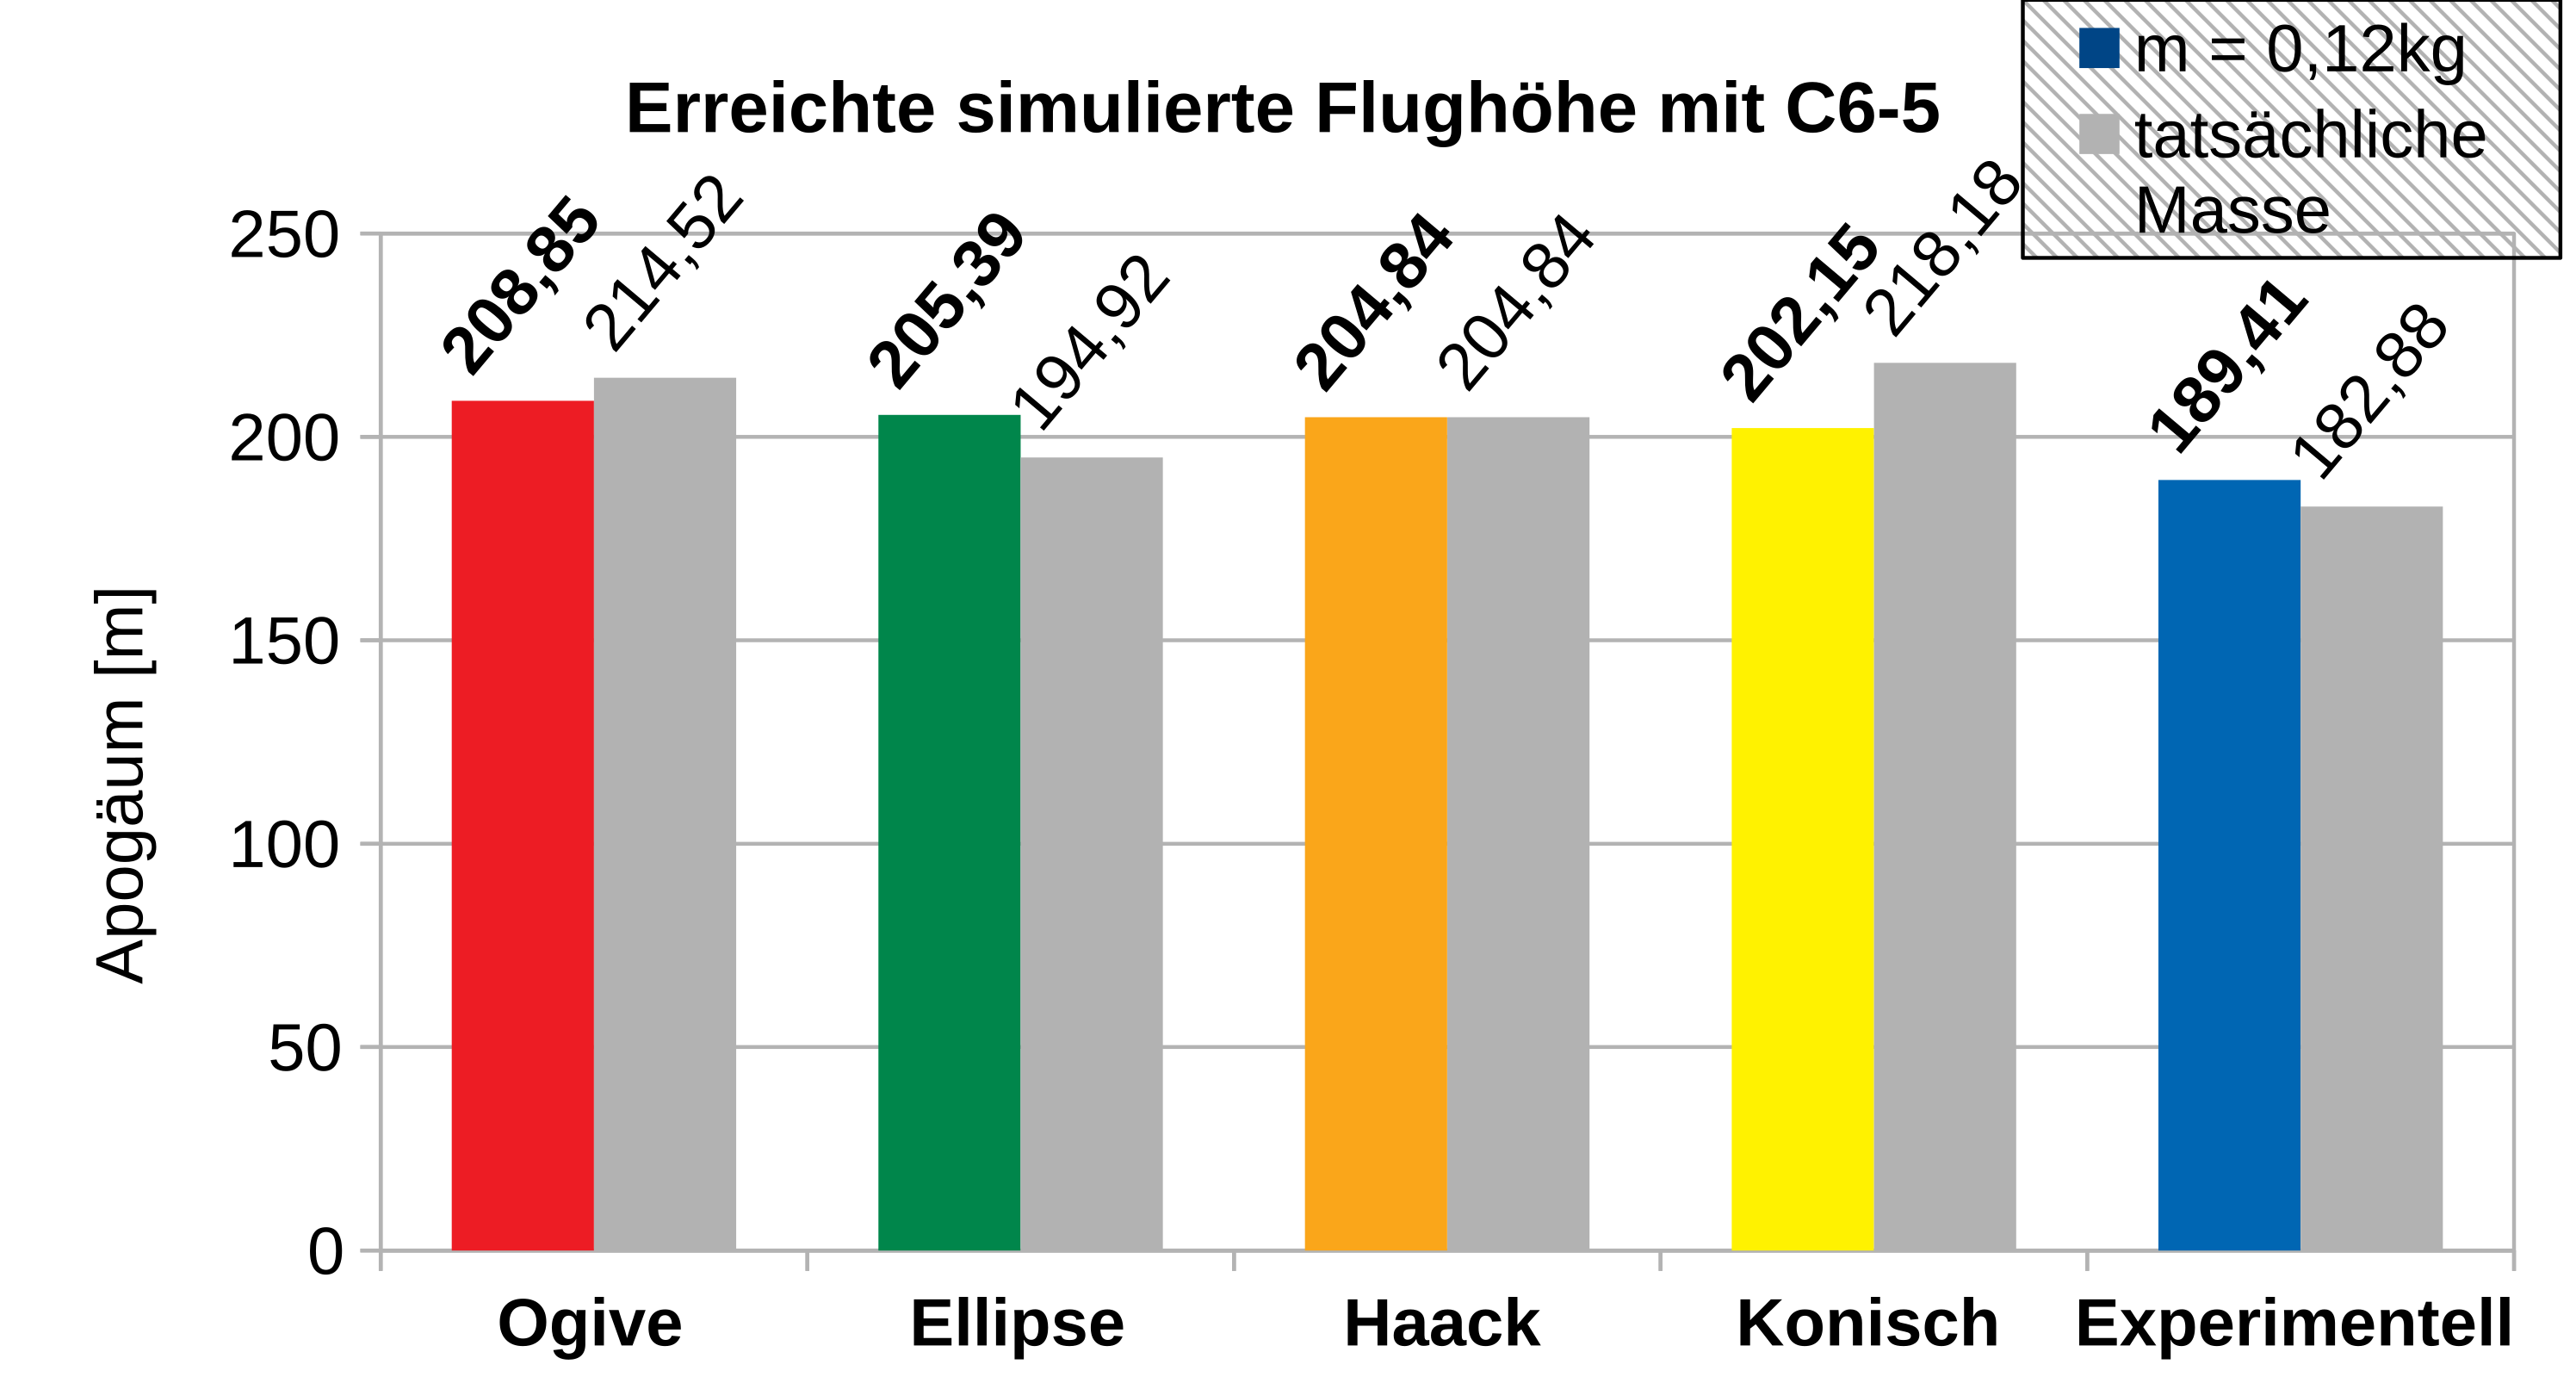 m = 0,12kg
tatsächliche
Masse
Erreichte simulierte Flughöhe mit C6-5
Apogäum [m]
250
200
150
100
50
0
208,85
214,52
205,39
194,92
204,84
204,84
202,15
218,18
189,41
182,88
Ogive
Ellipse
Haack
Konisch
Experimentell